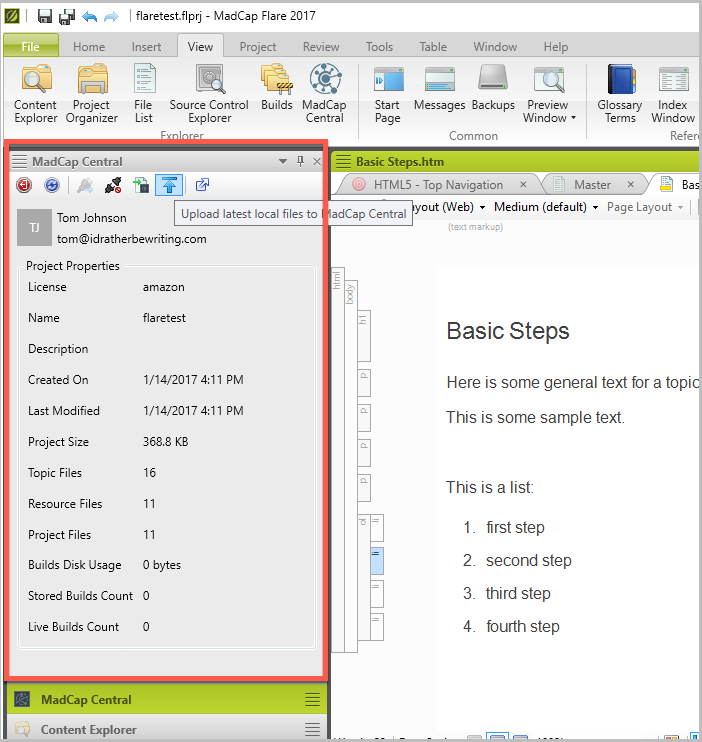 flaretest.flprj - MadCap Flare 2017
File Home Insert View Project Review Tools Table Window Help
Content Explorer
Project Organizer
File List
Source Control Explorer
Builds
MadCap Central
Start Page
Messages
Backups
Preview Window
Glossary Terms
Index Window
Explorer
Common
MadCap Central
Basic Steps.htm
HTML5 - Top Navigation
Master
TJ
Tom Johnson
tom@idratherbewriting.com
Upload latest local files to MadCap Central
(Web)
Medium (default)
Page Layout
(text markup)
Project Properties
License amazon
Name flaretest
Description
Created On 1/14/2017 4:11 PM
Last Modified 1/14/2017 4:11 PM
Project Size 368.8 KB
Topic Files 16
Resource Files 11
Project Files 11
Builds Disk Usage 0 bytes
Stored Builds Count 0
Live Builds Count 0
html
body
h1
p
p
p
p
ol
li
li
li
li
Basic Steps
Here is some general text for a topic
This is some sample text.
This is a list:
1. first step
2. second step
3. third step
4. fourth step
MadCap Central
Content Explorer